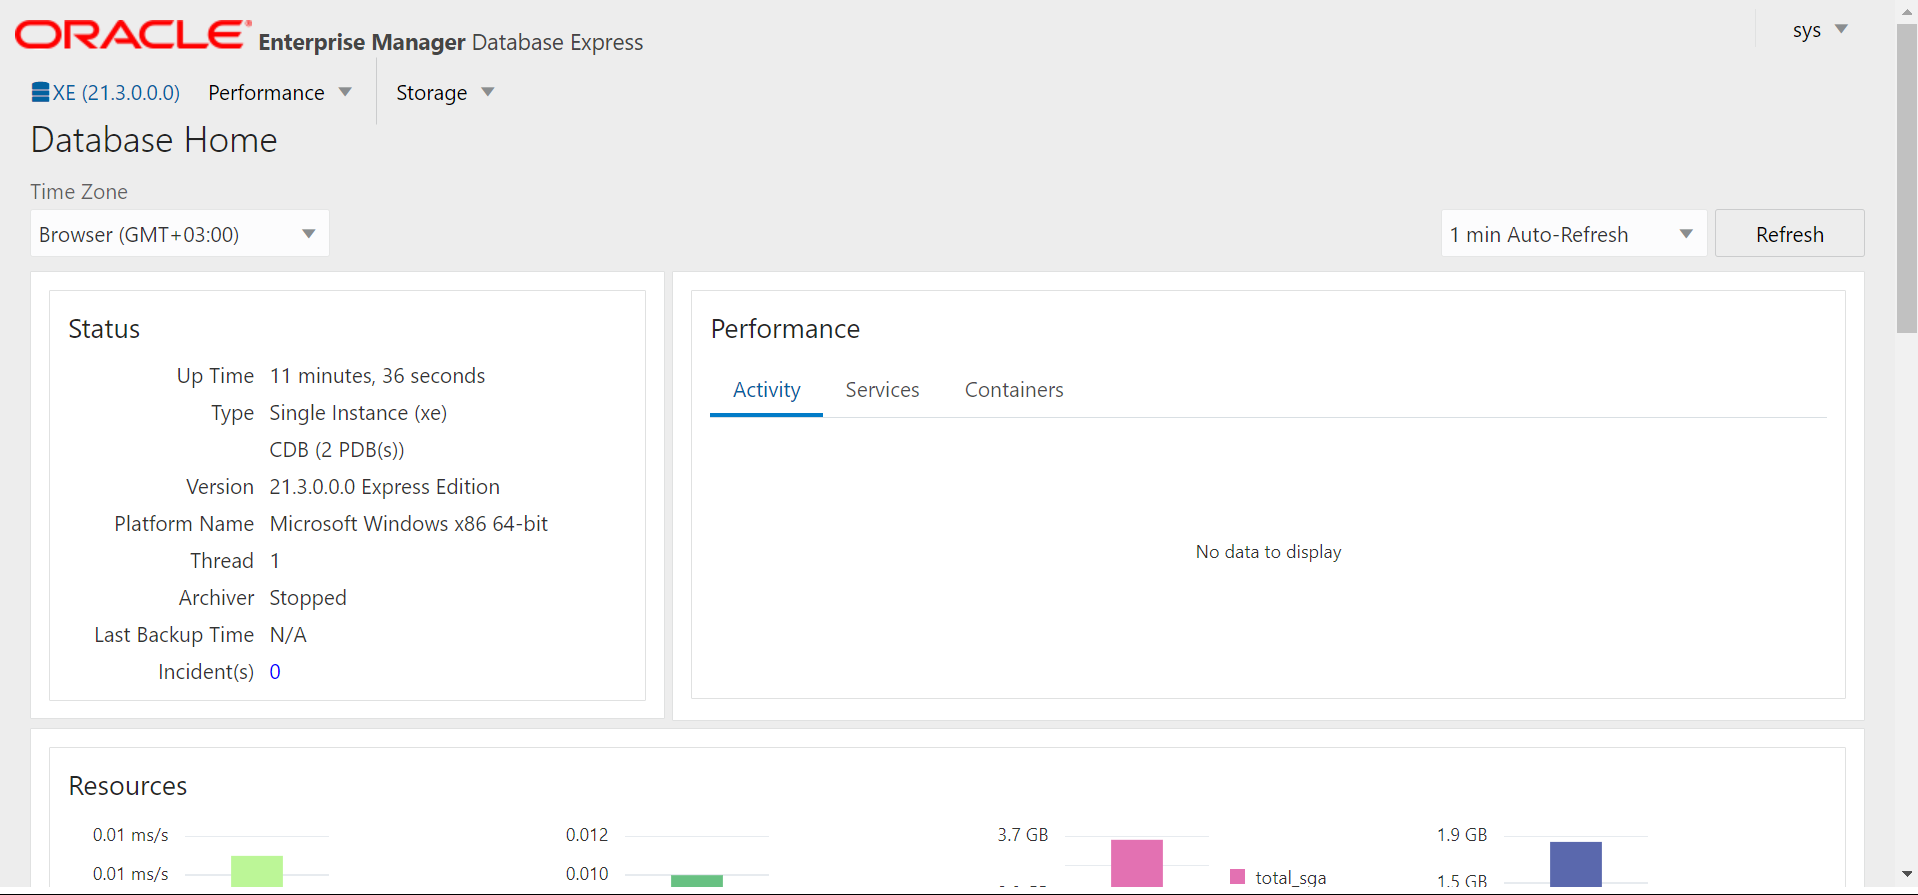 ORACLE Enterprise Manager Database Express
sys
XE (21.3.0.0.0) Performance Storage
Database Home
Time Zone
Browser (GMT+03:00)
1 min Auto-Refresh
Refresh
Status
Up Time 11 minutes, 36 seconds
Type Single Instance (xe)
CDB (2 PDB(s))
Version 21.3.0.0.0 Express Edition
Platform Name Microsoft Windows x86 64-bit
Thread 1
Archiver Stopped
Last Backup Time N/A
Incident(s) 0
Performance
Activity Services Containers
No data to display
Resources
0.01 ms/s
0.01 ms/s
0.012
0.010
3.7 GB
total_sga
1.9 GB
1.5 GB